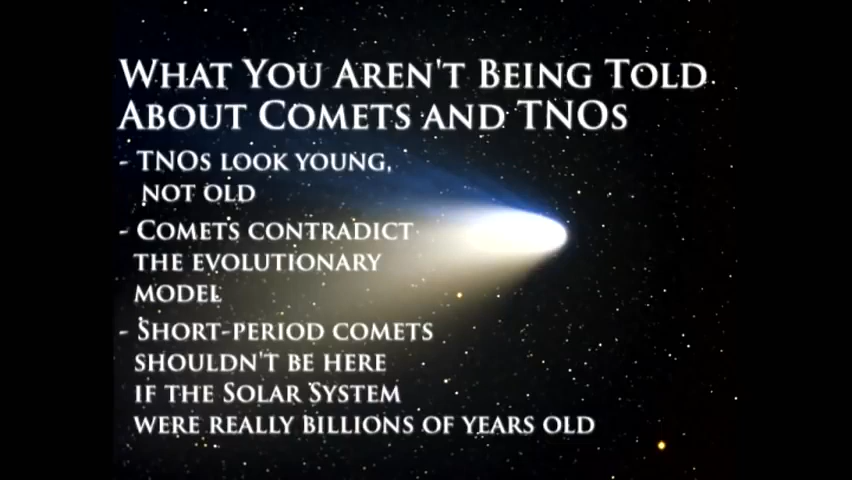 What You Aren't Being Told
About Comets and TNOs
- TNOs look young,
not old
- Comets contradict
the evolutionary
model
- Short-period comets
shouldn't be here
if the Solar System
were really billions of years old